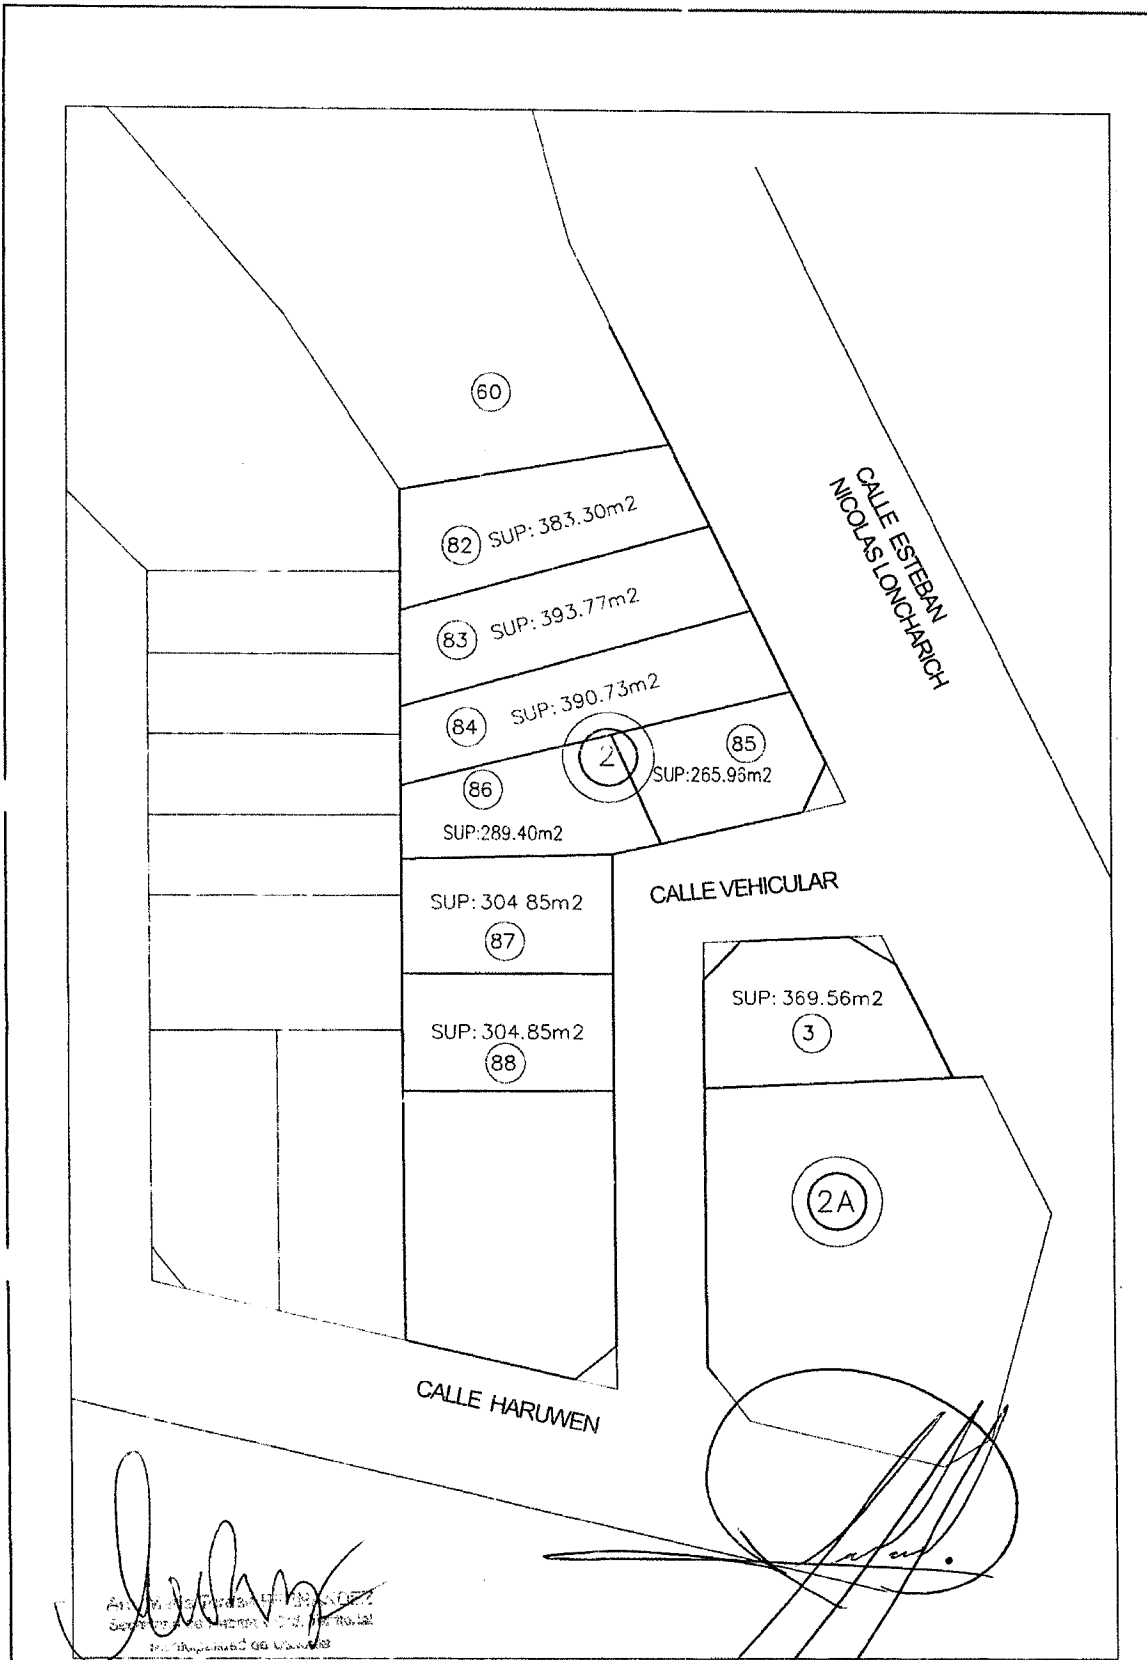 60
CALLE ESTEBAN
NICOLAS LONCHARICH
82 SUP: 383.30m2
83 SUP: 393.77m2
84 SUP: 390.73m2
2
85
SUP:265.96m2
86
SUP:289.40m2
CALLE VEHICULAR
SUP: 304 85m2
87
SUP: 369.56m2
3
SUP: 304.85m2
88
2A
CALLE HARUWEN